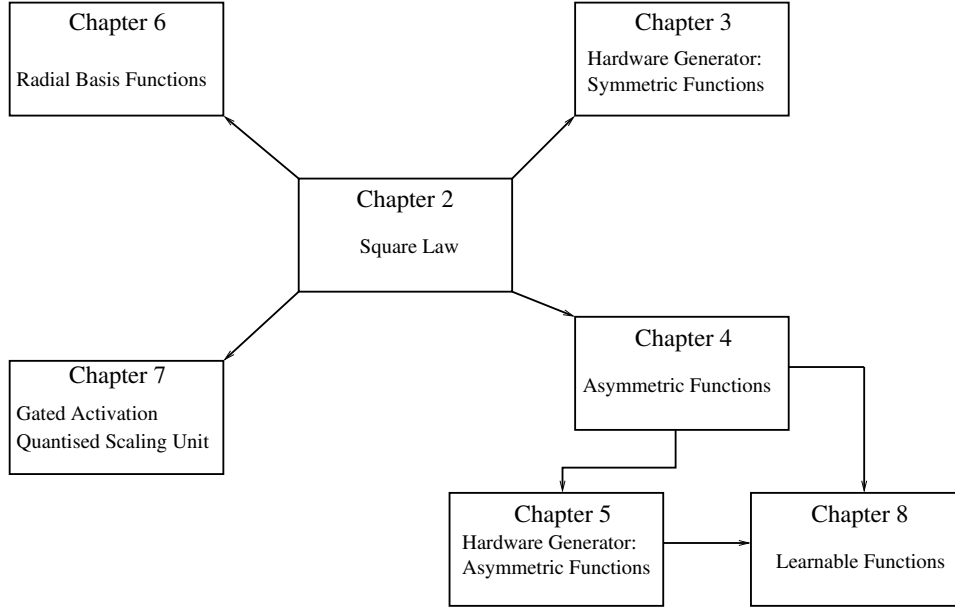 Chapter 6
Radial Basis Functions
Chapter 3
Hardware Generator:
Symmetric Functions
Chapter 2
Square Law
Chapter 7
Gated Activation
Quantised Scaling Unit
Chapter 4
Asymmetric Functions
Chapter 5
Hardware Generator:
Asymmetric Functions
Chapter 8
Learnable Functions